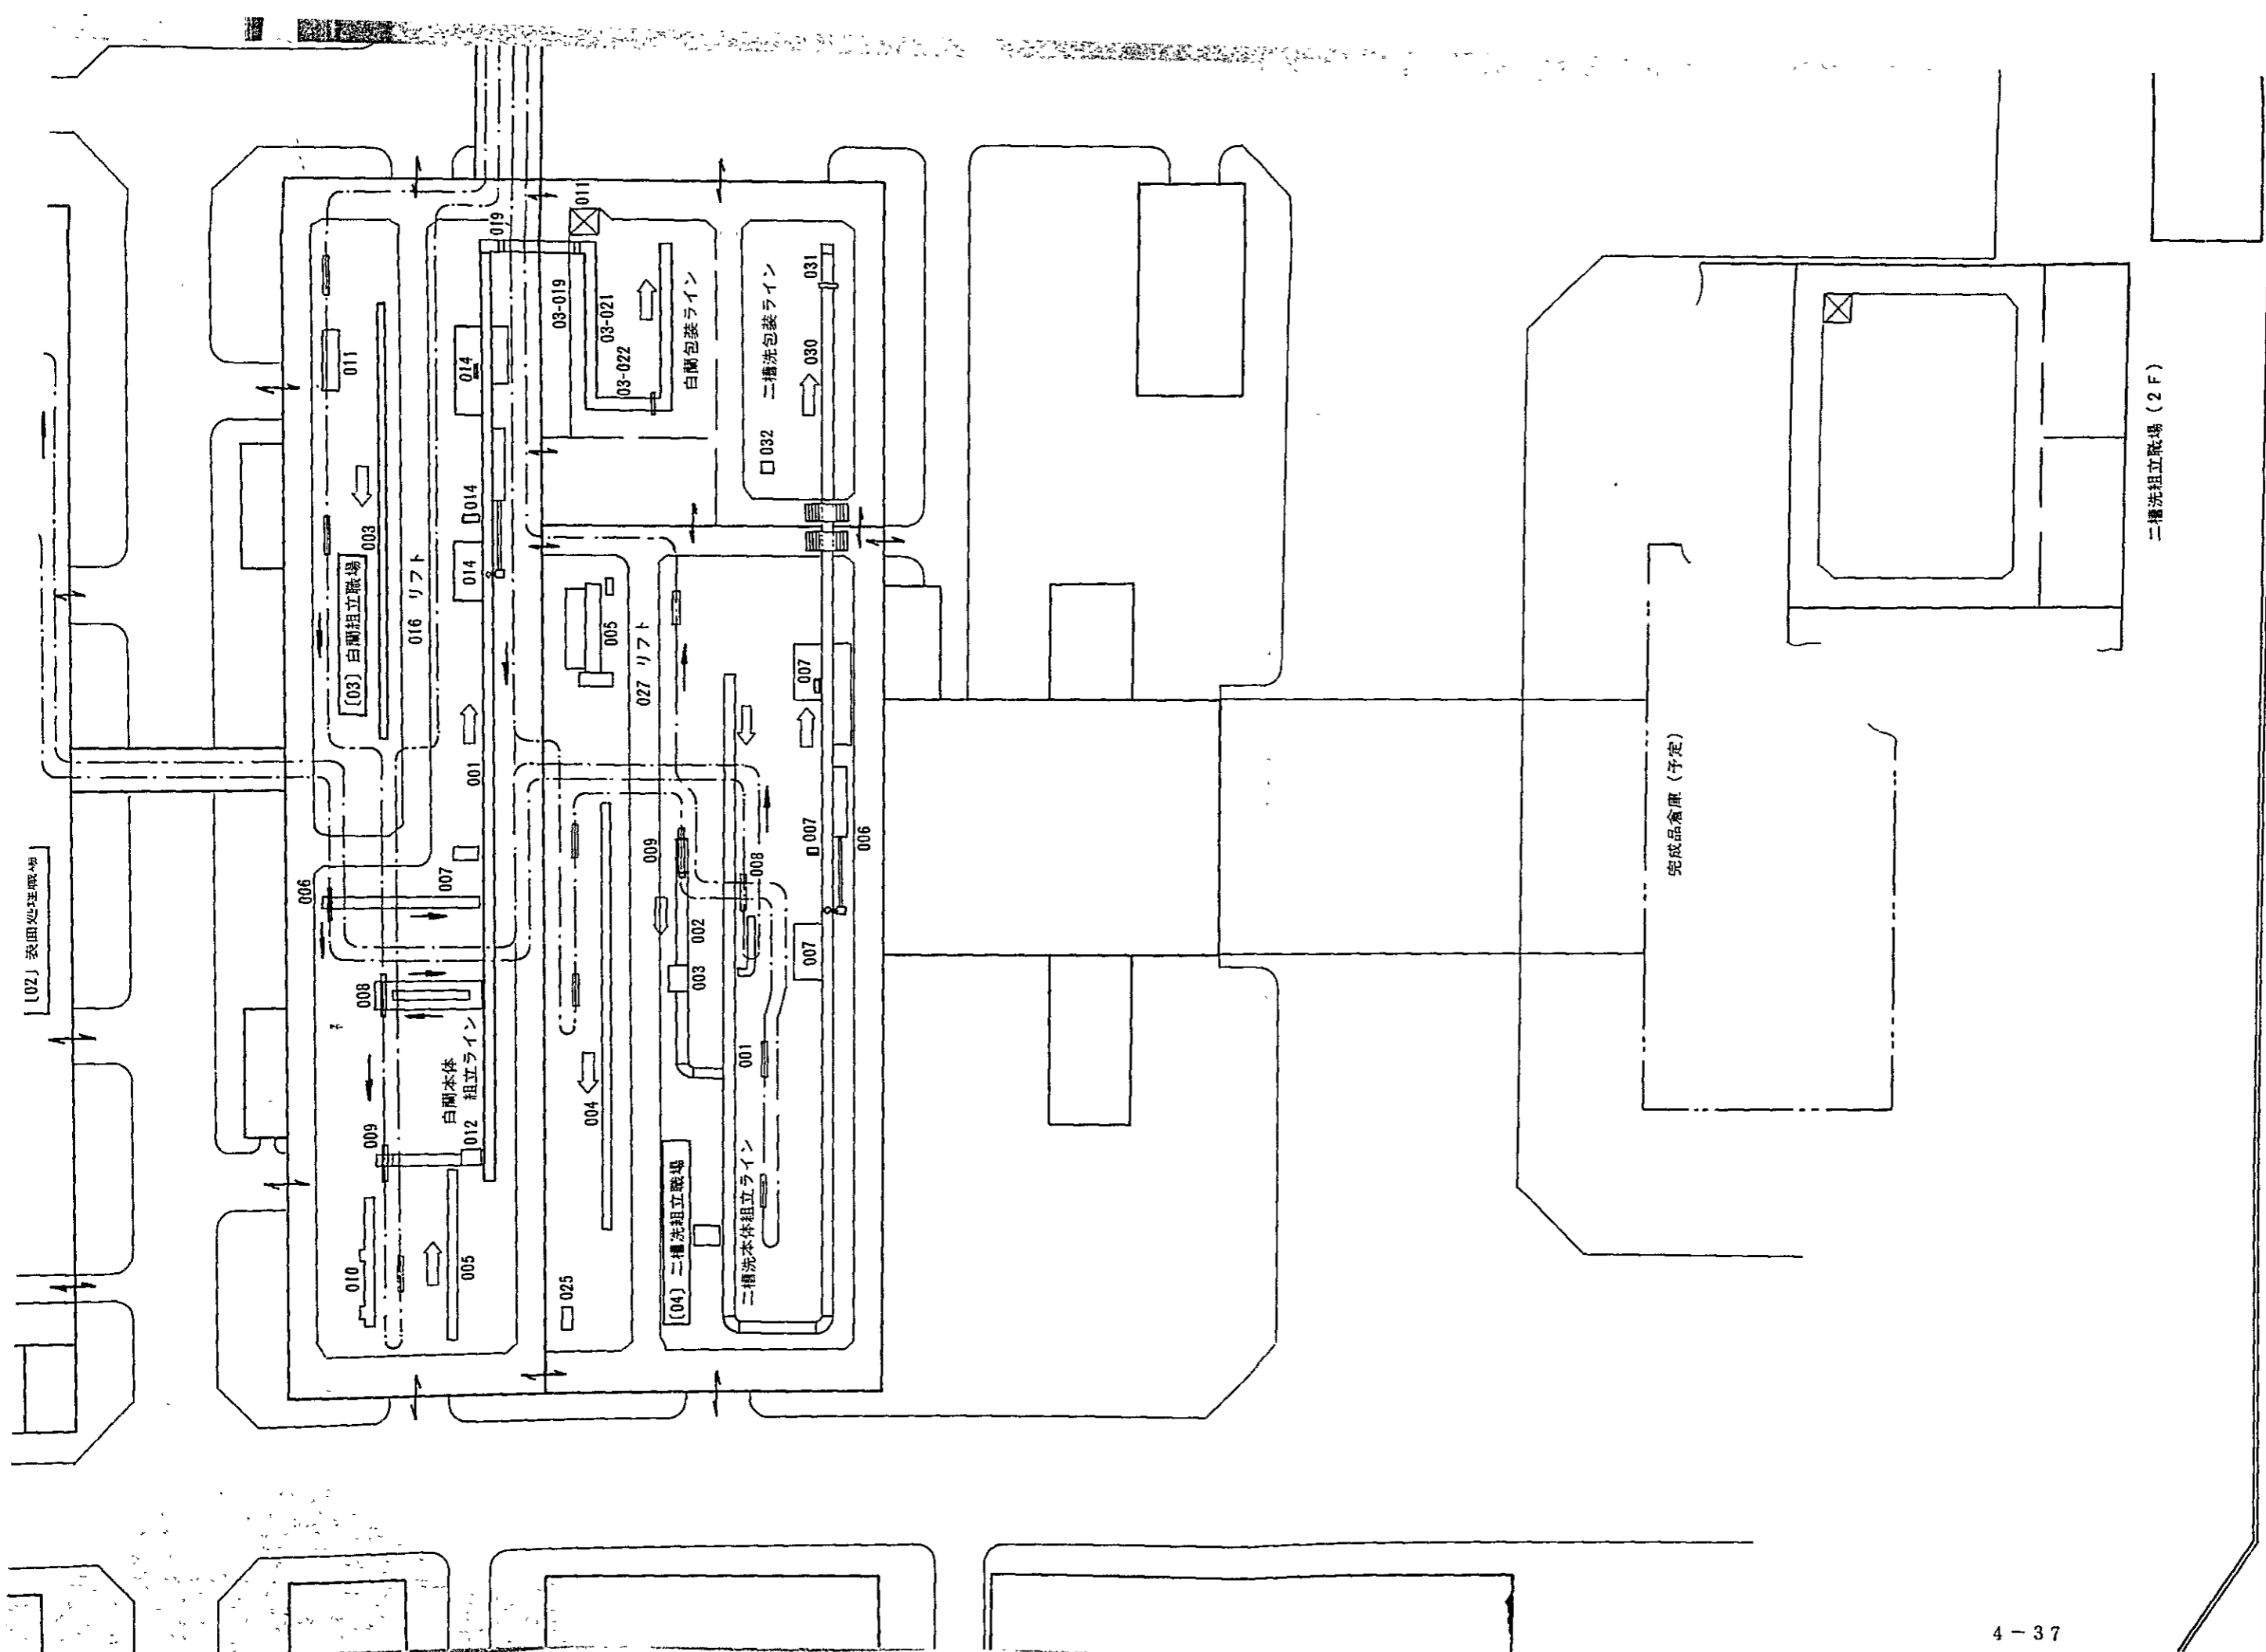 [02] 表面処理職場
006
008
009
010
005
白蘭本体
組立ライン
012
007
001
[03] 白蘭組立職場
003
011
016 リフト
014
014
014
019
011
03-019
03-021
03-022
白蘭包装ライン
二槽洗包装ライン
032
030
031
005
027 リフト
009
002
003
008
001
004
025
[04] 二槽洗組立職場
二槽洗本体組立ライン
007
007
007
006
完成品倉庫 (予定)
二槽洗組立職場 (2F)
4-37